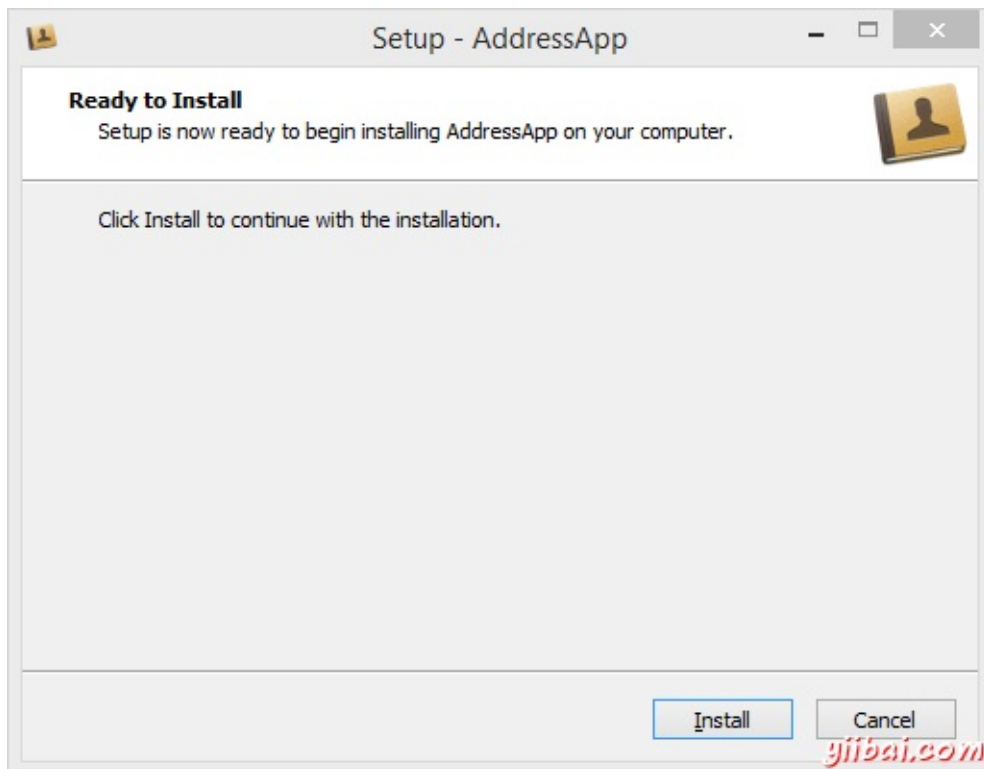 Setup - AddressApp
Ready to Install
Setup is now ready to begin installing AddressApp on your computer.
Click Install to continue with the installation.
Install
Cancel
yiibai.com